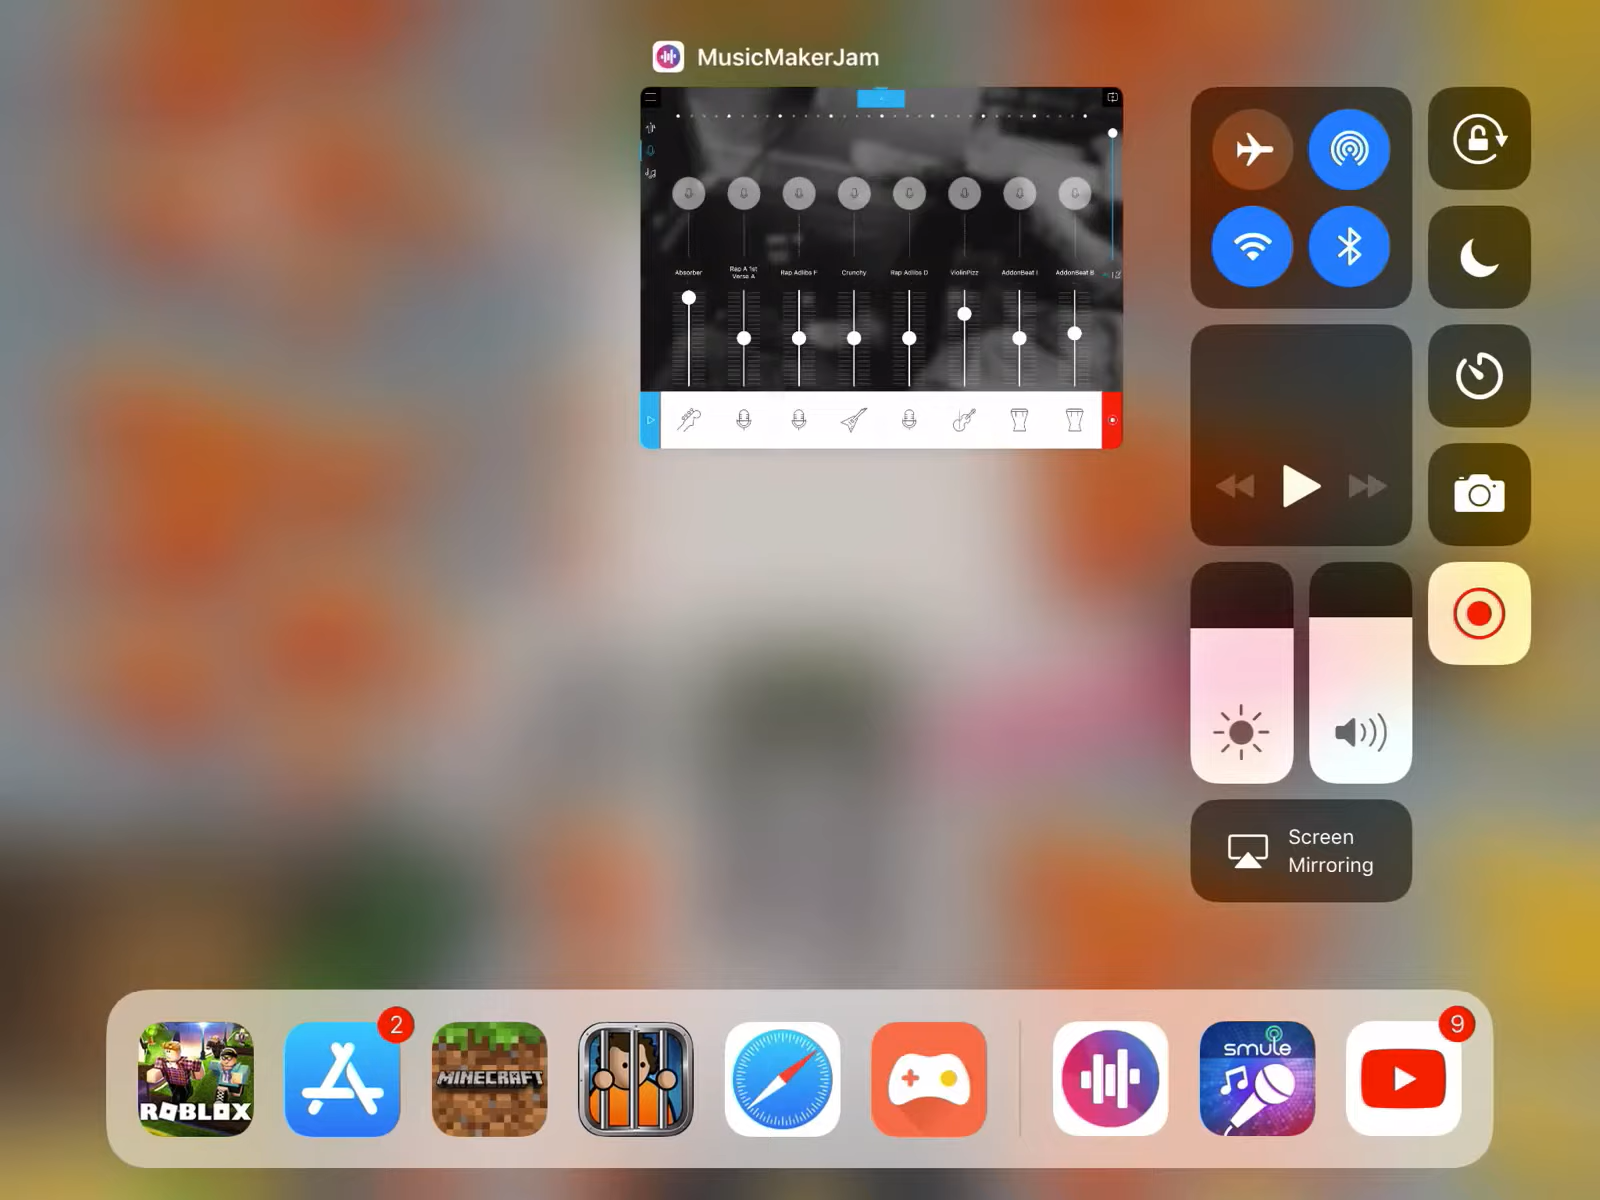 MusicMakerJam
Absorber
Rap A 1st
Verse A
Rap Adlibs F
Crunchy
Rap Adlibs D
ViolinPizz
AddonBeat I
AddonBeat B
Screen
Mirroring
ROBLOX
2
MINECRAFT
smule
9